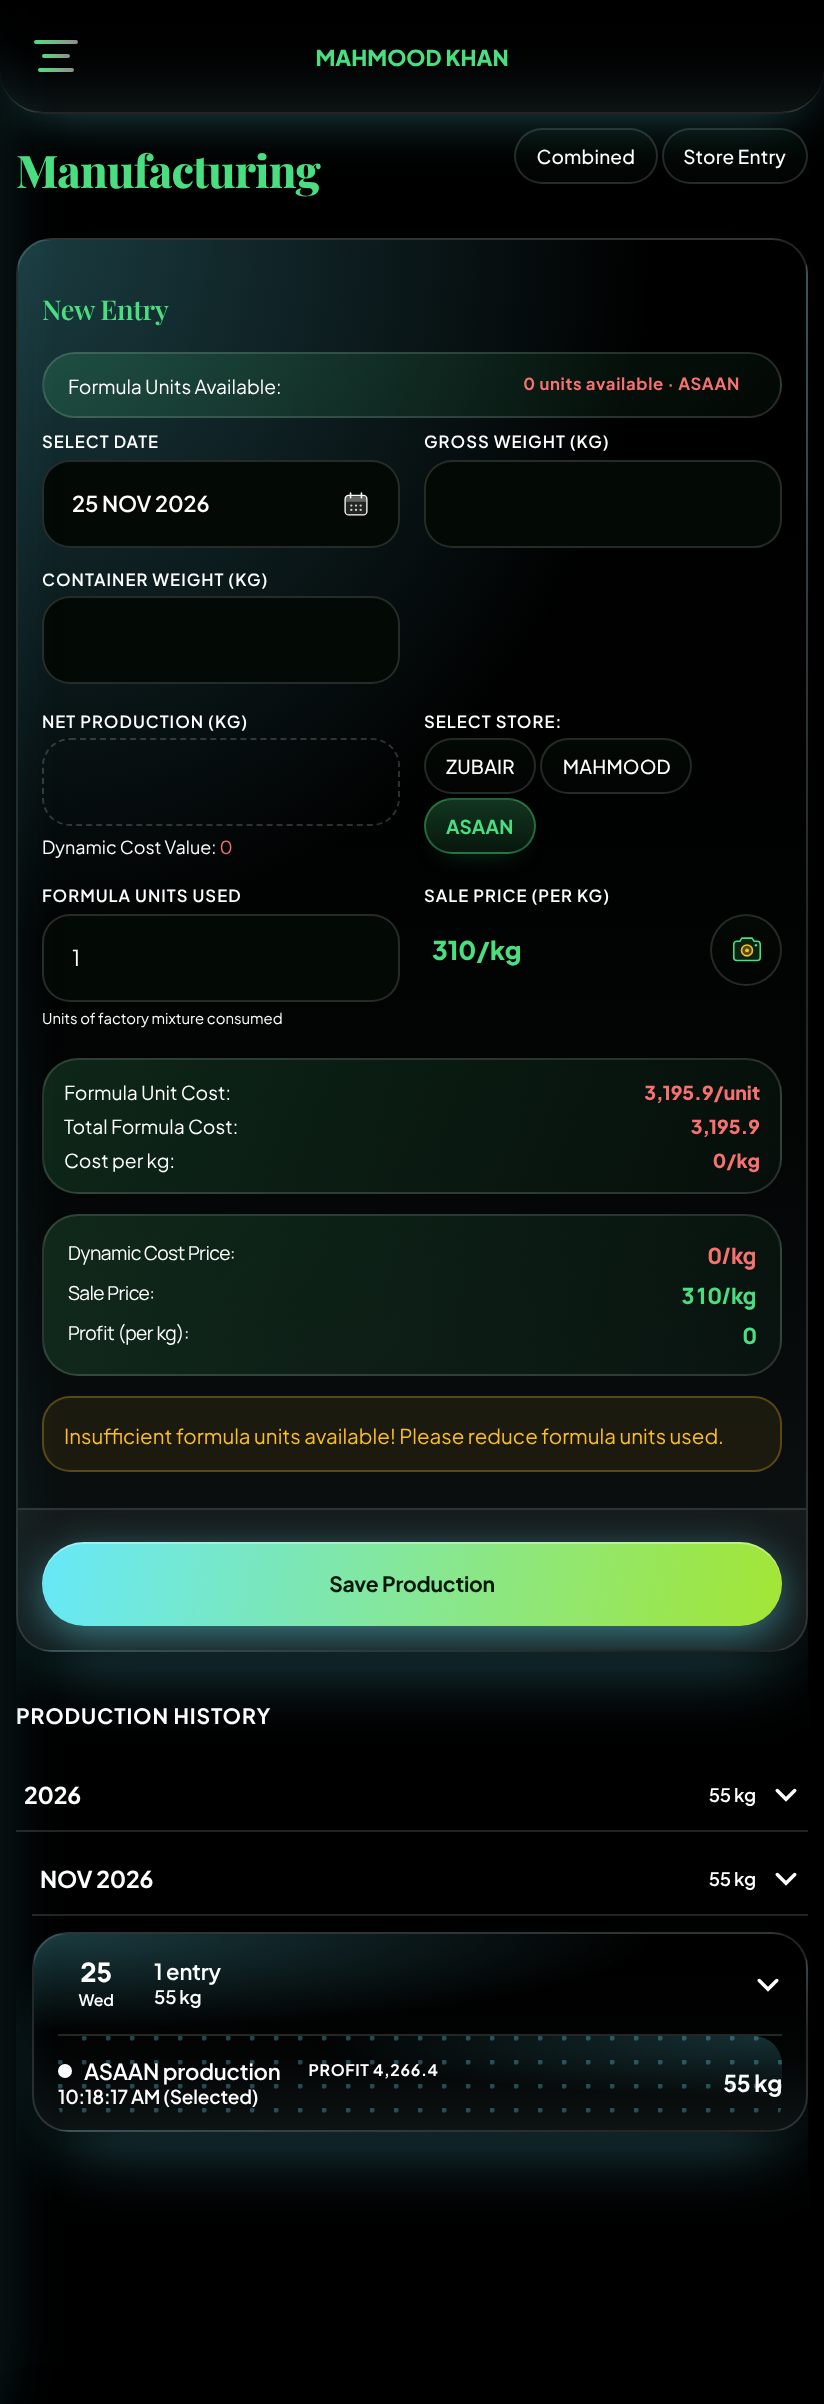 MAHMOOD KHAN
Manufacturing
Combined
Store Entry
New Entry
Formula Units Available:
0 units available · ASAAN
SELECT DATE
GROSS WEIGHT (KG)
25 NOV 2026
CONTAINER WEIGHT (KG)
NET PRODUCTION (KG)
SELECT STORE:
ZUBAIR
MAHMOOD
ASAAN
Dynamic Cost Value: 0
FORMULA UNITS USED
SALE PRICE (PER KG)
1
310/kg
Units of factory mixture consumed
Formula Unit Cost:
3,195.9/unit
Total Formula Cost:
3,195.9
Cost per kg:
0/kg
Dynamic Cost Price:
0/kg
Sale Price:
310/kg
Profit (per kg):
0
Insufficient formula units available! Please reduce formula units used.
Save Production
PRODUCTION HISTORY
2026
55 kg
NOV 2026
55 kg
25
1 entry
Wed
55 kg
ASAAN production
PROFIT 4,266.4
55 kg
10:18:17 AM (Selected)